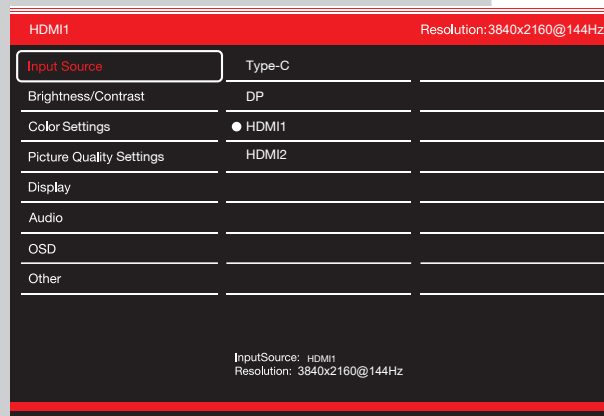 HDMI1 Resolution:3840x2160@144Hz
Input Source Type-C
Brightness/Contrast DP
Color Settings HDMI1
Picture Quality Settings HDMI2
Display
Audio
OSD
Other
InputSource: HDMI1
Resolution: 3840x2160@144Hz